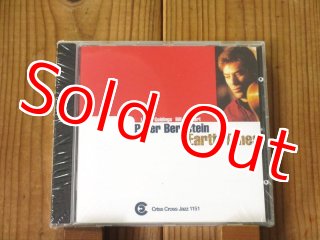 Sold Out
Peter Bernstein
Earth Tones
Criss Cross Jazz 1151